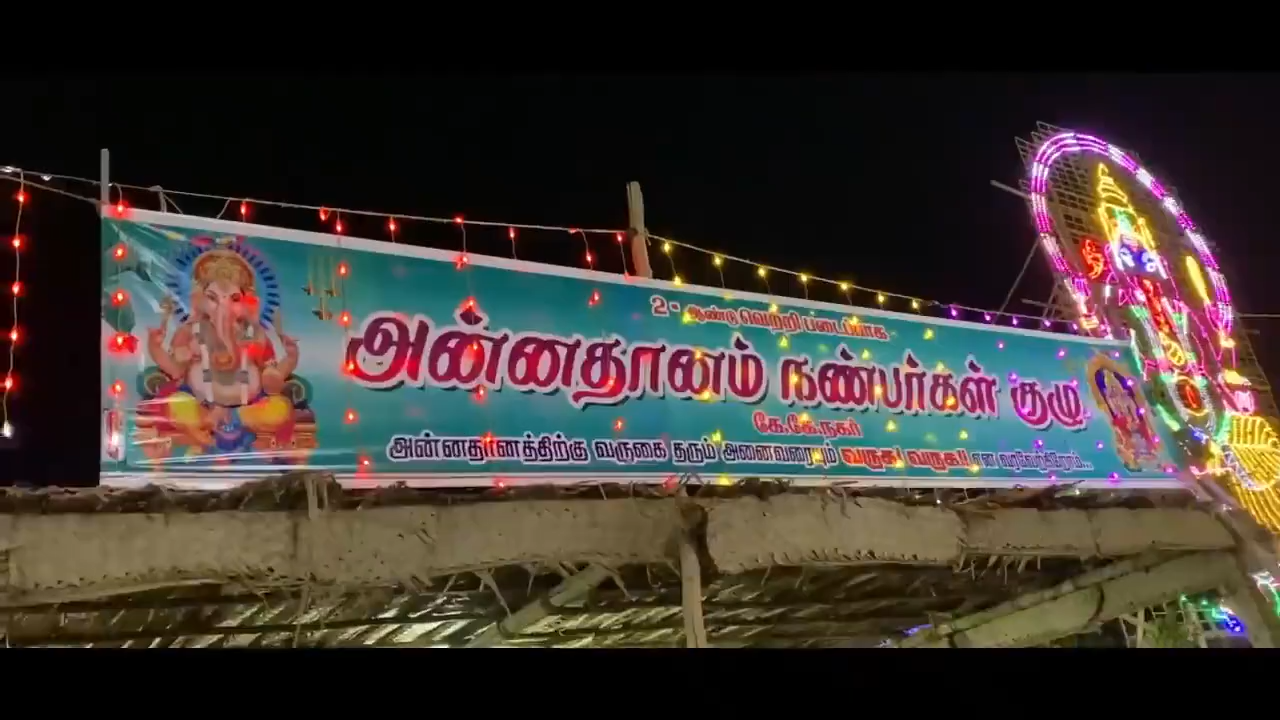 2 - ஆண்டு வெற்றி படைப்பாக
அன்னதானம் நண்பர்கள் குழு
கே.கே.நகர்
அன்னதானத்திற்கு வருகை தரும் அனைவரையும் வருக! வருக!! என வரவேற்கிறோம்...